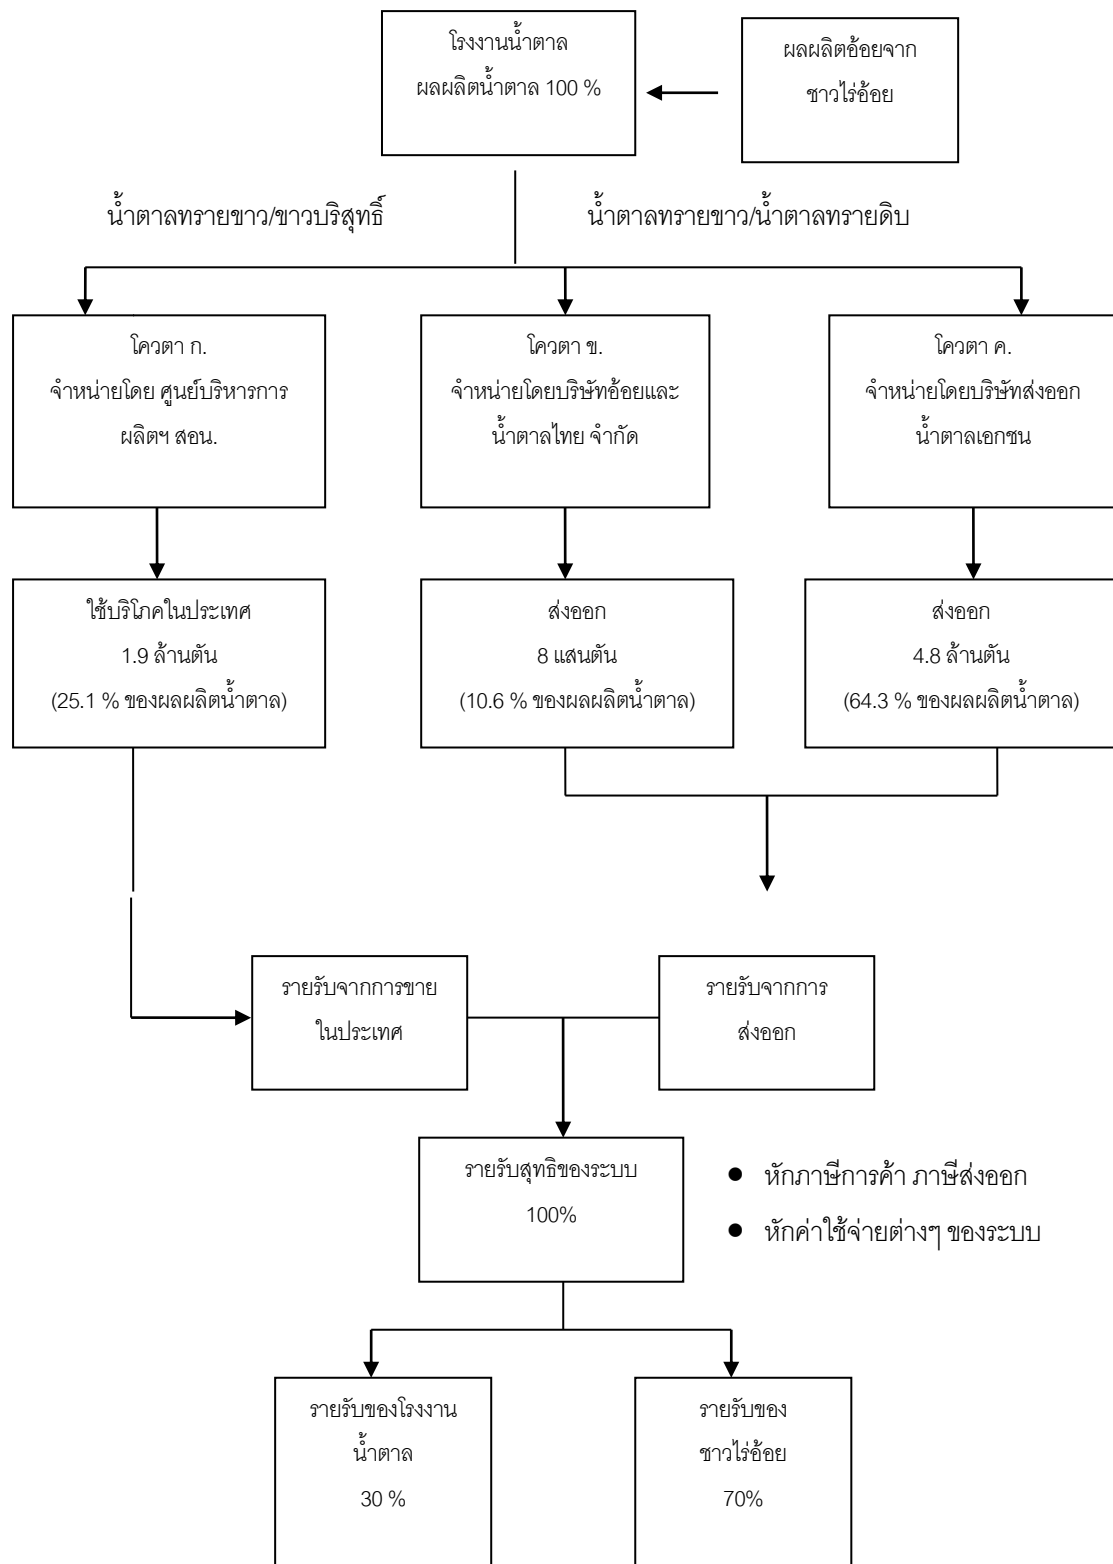 โรงงานน้ำตาล
ผลผลิตน้ำตาล 100 %
ผลผลิตอ้อยจาก
ชาวไร่อ้อย
น้ำตาลทรายขาว/ขาวบริสุทธิ์
น้ำตาลทรายขาว/น้ำตาลทรายดิบ
โควตา ก.
จำหน่ายโดย ศูนย์บริหารการ
ผลิตฯ สอน.
โควตา ข.
จำหน่ายโดยบริษัทอ้อยและ
น้ำตาลไทย จำกัด
โควตา ค.
จำหน่ายโดยบริษัทส่งออก
น้ำตาลเอกชน
ใช้บริโภคในประเทศ
1.9 ล้านตัน
(25.1 % ของผลผลิตน้ำตาล)
ส่งออก
8 แสนตัน
(10.6 % ของผลผลิตน้ำตาล)
ส่งออก
4.8 ล้านตัน
(64.3 % ของผลผลิตน้ำตาล)
รายรับจากการขาย
ในประเทศ
รายรับจากการ
ส่งออก
รายรับสุทธิของระบบ
100%
● หักภาษีการค้า ภาษีส่งออก
● หักค่าใช้จ่ายต่างๆ ของระบบ
รายรับของโรงงาน
น้ำตาล
30 %
รายรับของ
ชาวไร่อ้อย
70%